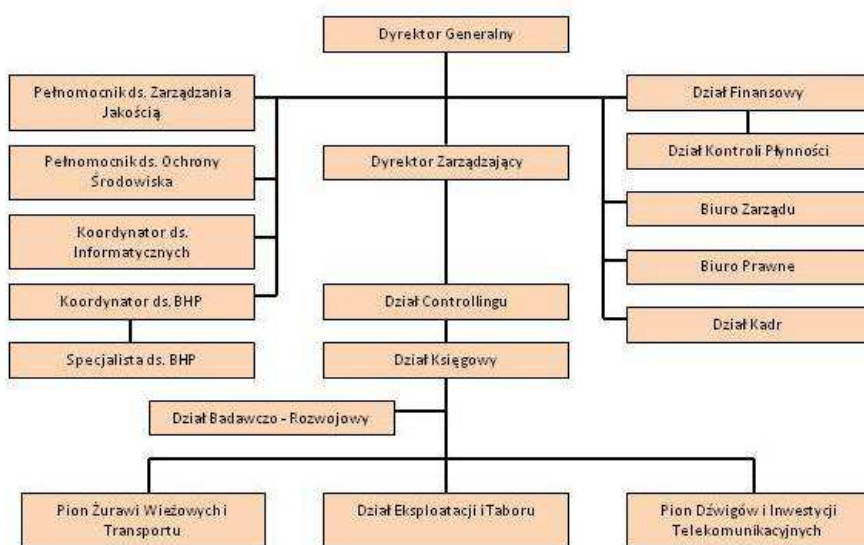 Dyrektor Generalny
Pełnomocnik ds. Zarządzania
Jakością
Pełnomocnik ds. Ochrony
Środowiska
Koordynator ds.
Informatycznych
Koordynator ds. BHP
Specjalista ds. BHP
Dyrektor Zarządzający
Dział Controllingu
Dział Księgowy
Dział Badawczo - Rozwojowy
Dział Finansowy
Dział Kontroli Płynności
Biuro Zarządu
Biuro Prawne
Dział Kadr
Pion Żurawi Wieżowych i
Transportu
Dział Eksploatacji i Taboru
Pion Dźwigów i Inwestycji
Telekomunikacyjnych